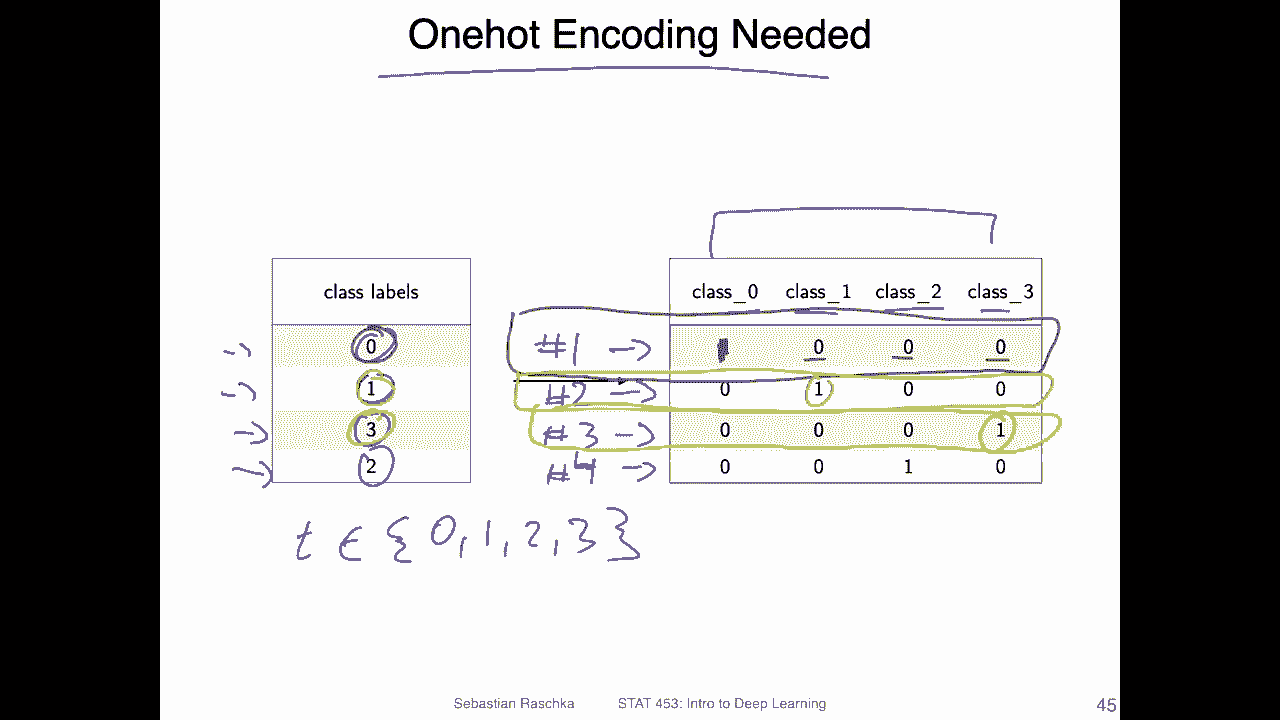 Onehot Encoding Needed
class labels class_0 class_1 class_2 class_3
0 #1 → 1 0 0 0
1 #2 → 0 1 0 0
3 #3 → 0 0 0 1
2 #4 → 0 0 1 0
t ∈ {0,1,2,3}
Sebastian Raschka STAT 453: Intro to Deep Learning 45